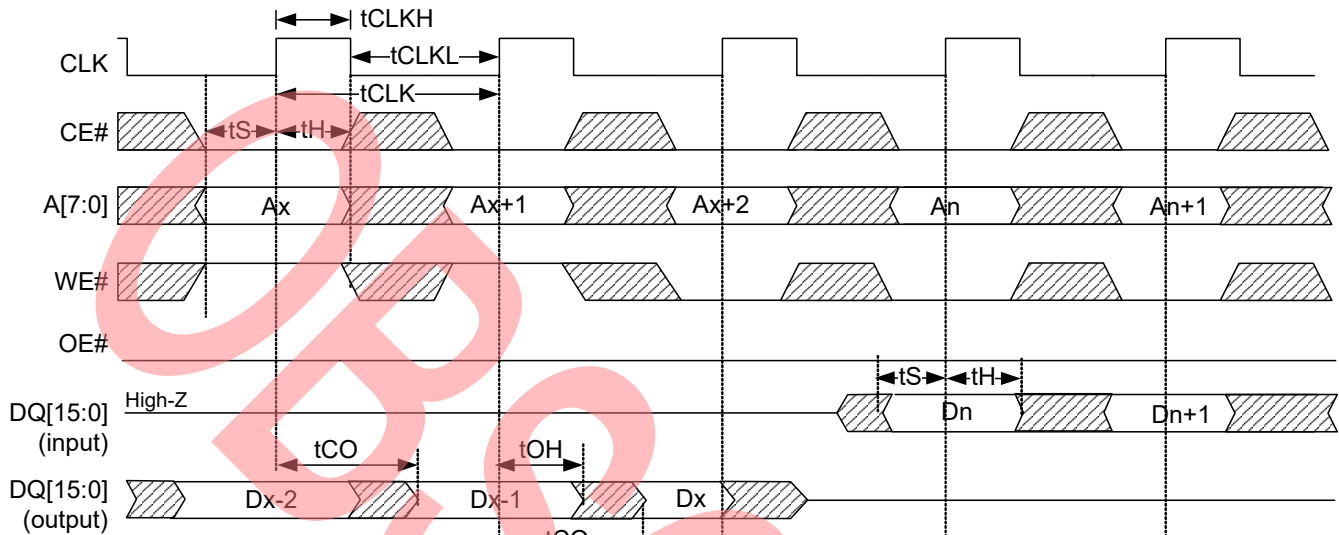 tCLKH
CLK
tCLKL
tCLK
CE#
tS
tH
A[7:0]
Ax
Ax+1
Ax+2
An
An+1
WE#
OE#
tS
tH
DQ[15:0]
(input)
High-Z
Dn
Dn+1
tCO
tOH
DQ[15:0]
(output)
Dx-2
Dx-1
Dx
tCO